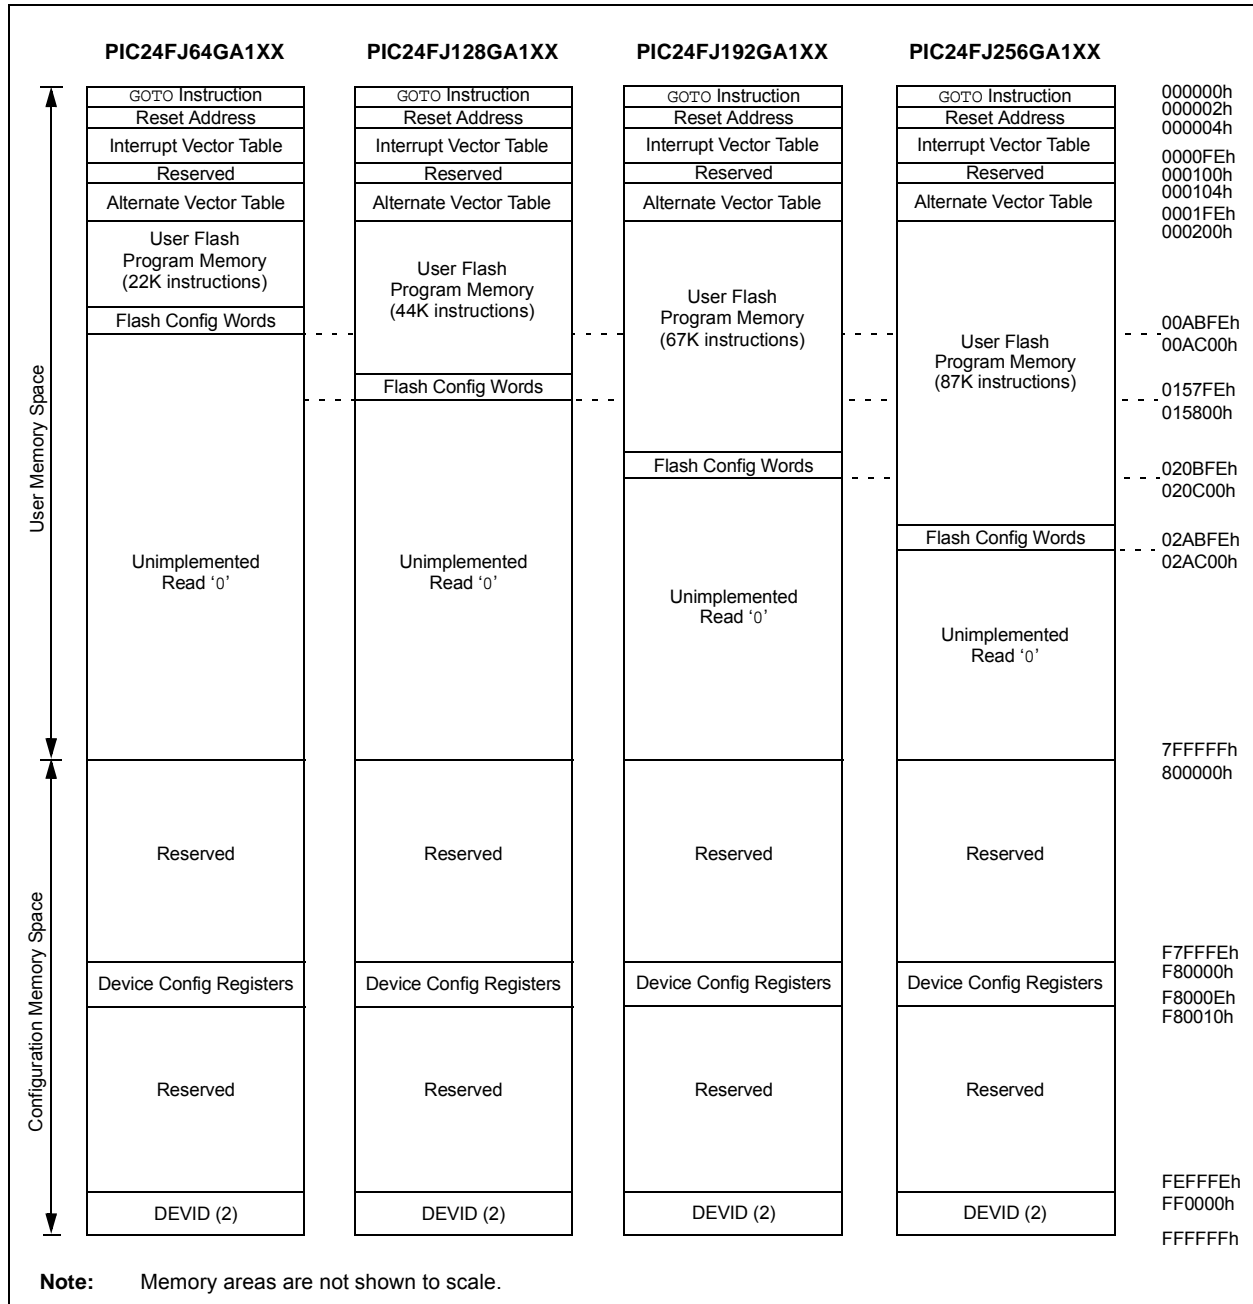 PIC24FJ64GA1XX PIC24FJ128GA1XX PIC24FJ192GA1XX PIC24FJ256GA1XX
GOTO Instruction GOTO Instruction GOTO Instruction GOTO Instruction 000000h
Reset Address Reset Address Reset Address Reset Address 000002h
000004h
Interrupt Vector Table Interrupt Vector Table Interrupt Vector Table Interrupt Vector Table
0000FEh
Reserved Reserved Reserved Reserved 000100h
000104h
Alternate Vector Table Alternate Vector Table Alternate Vector Table Alternate Vector Table
0001FEh
000200h
User Flash
Program Memory
(22K instructions)
User Flash
Program Memory
(44K instructions)
User Flash
Program Memory
(67K instructions)
User Flash
Program Memory
(87K instructions)
Flash Config Words 00ABFEh
00AC00h
Flash Config Words 0157FEh
015800h
Flash Config Words 020BFEh
020C00h
Flash Config Words 02ABFEh
02AC00h
User Memory Space
Unimplemented
Read ‘0’
Unimplemented
Read ‘0’
Unimplemented
Read ‘0’
Unimplemented
Read ‘0’
7FFFFFh
800000h
Configuration Memory Space
Reserved Reserved Reserved Reserved
F7FFFEh
F80000h
Device Config Registers Device Config Registers Device Config Registers Device Config Registers
F8000Eh
F80010h
Reserved Reserved Reserved Reserved
FEFFFEh
FF0000h
DEVID (2) DEVID (2) DEVID (2) DEVID (2)
FFFFFFh
Note: Memory areas are not shown to scale.